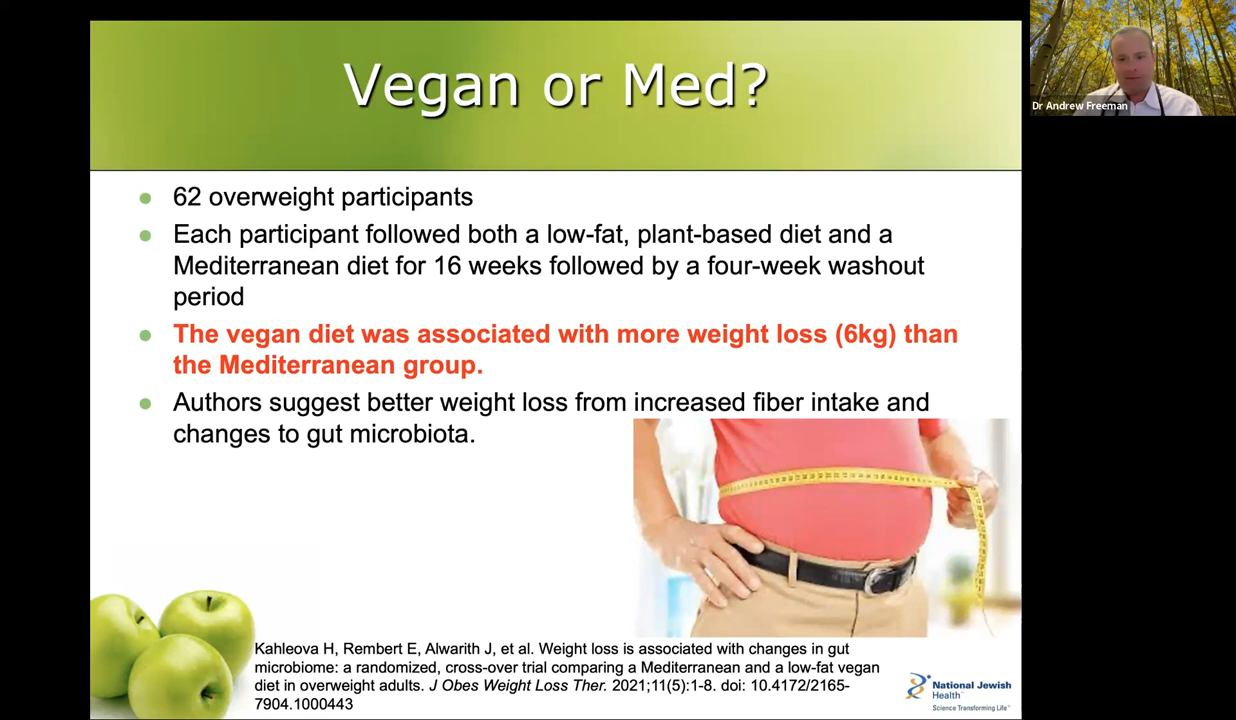 Vegan or Med?
Dr Andrew Freeman
62 overweight participants
Each participant followed both a low-fat, plant-based diet and a
Mediterranean diet for 16 weeks followed by a four-week washout
period
The vegan diet was associated with more weight loss (6kg) than
the Mediterranean group.
Authors suggest better weight loss from increased fiber intake and
changes to gut microbiota.
Kahleova H, Rembert E, Alwarith J, et al. Weight loss is associated with changes in gut
microbiome: a randomized, cross-over trial comparing a Mediterranean and a low-fat vegan
diet in overweight adults. J Obes Weight Loss Ther. 2021;11(5):1-8. doi: 10.4172/2165-
7904.1000443
National Jewish
Health™
Science Transforming Life™